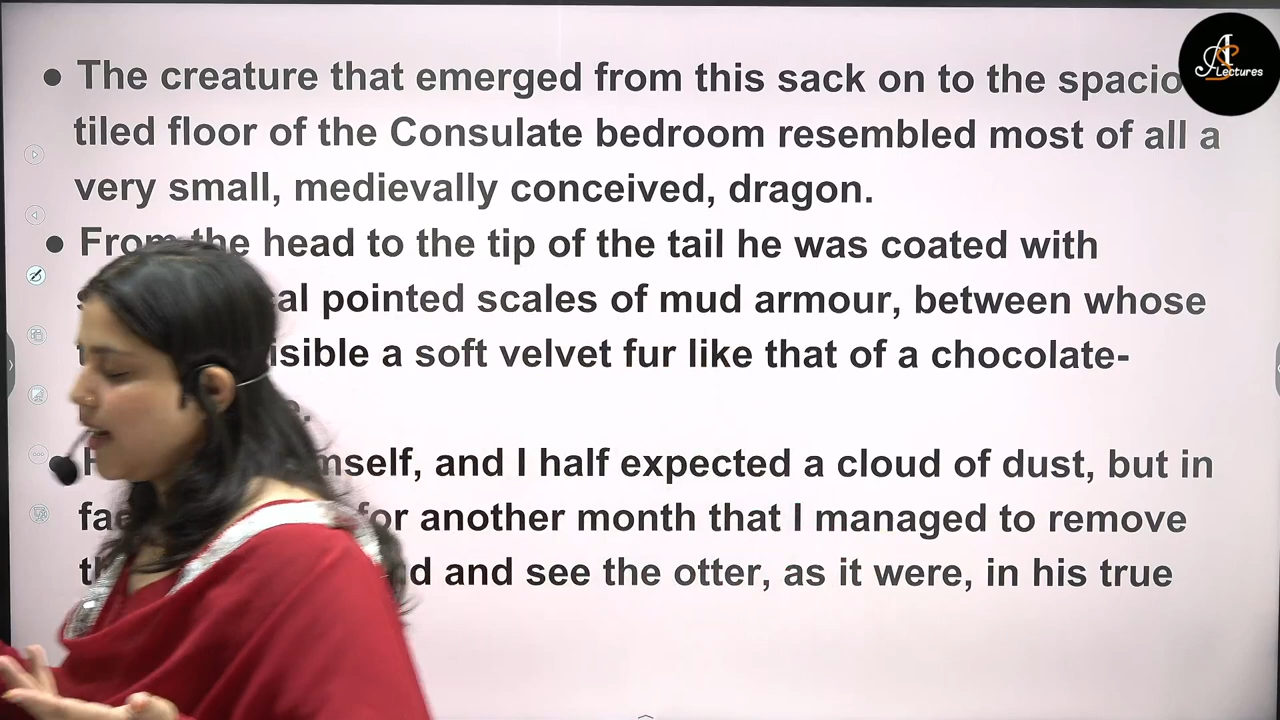 • The creature that emerged from this sack on to the spacio
tiled floor of the Consulate bedroom resembled most of all a
very small, medievally conceived, dragon.
• From the head to the tip of the tail he was coated with
pointed scales of mud armour, between whose
a soft velvet fur like that of a chocolate-
and I half expected a cloud of dust, but in
for another month that I managed to remove
and see the otter, as it were, in his true
AS Lectures